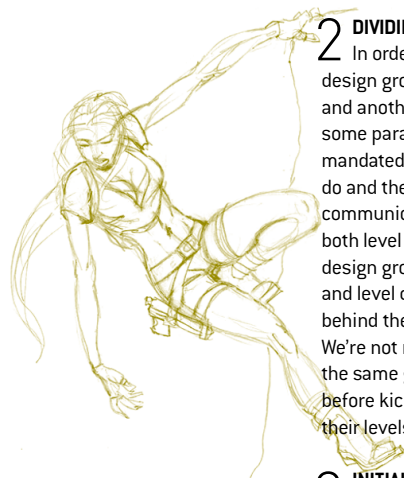 2 DIVIDI
In orde
design gro
and anoth
some para
mandated
do and the
communic
both level
design gro
and level
behind the
We're not
the same
before kic
their levels
INITIAL